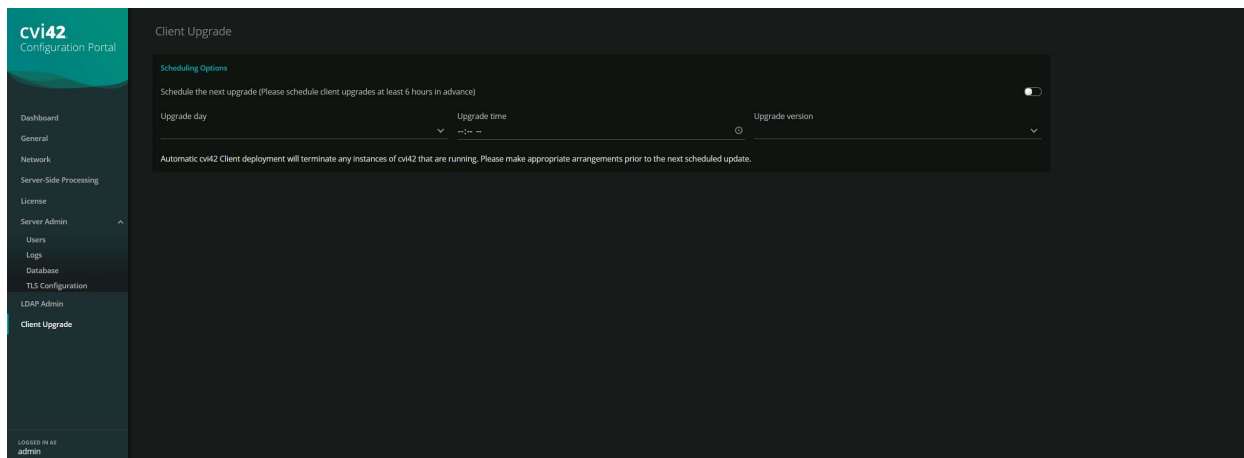 cvi42
Configuration Portal
Dashboard
General
Network
Server-Side Processing
License
Server Admin
Users
Logs
Database
TLS Configuration
LDAP Admin
Client Upgrade
LOGGED IN AS
admin
Client Upgrade
Scheduling Options
Schedule the next upgrade (Please schedule client upgrades at least 6 hours in advance)
Upgrade day
Upgrade time
--:-- --
Upgrade version
Automatic cvi42 Client deployment will terminate any instances of cvi42 that are running. Please make appropriate arrangements prior to the next scheduled update.